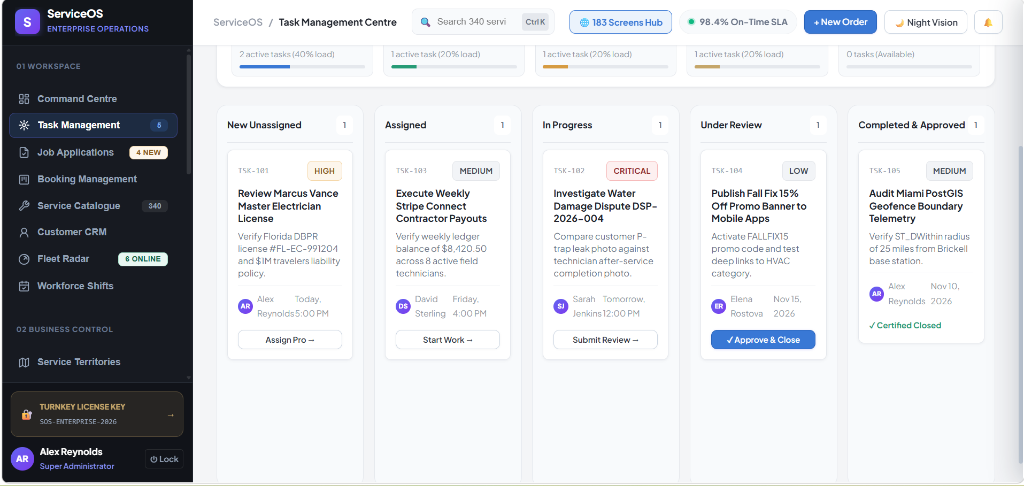 S
ServiceOS
ENTERPRISE OPERATIONS
01 WORKSPACE
Command Centre
Task Management 5
Job Applications 4 NEW
Booking Management
Service Catalogue 340
Customer CRM
Fleet Radar 6 ONLINE
Workforce Shifts
02 BUSINESS CONTROL
Service Territories
TURNKEY LICENSE KEY
SOS-ENTERPRISE-2026 →
AR
Alex Reynolds
Super Administrator
Lock
ServiceOS / Task Management Centre
Search 340 servi Ctrl K
183 Screens Hub
98.4% On-Time SLA
+ New Order
Night Vision
2 active tasks (40% load)
1 active task (20% load)
1 active task (20% load)
1 active task (20% load)
0 tasks (Available)
New Unassigned 1
TSK-101 HIGH
Review Marcus Vance
Master Electrician
License
Verify Florida DBPR
license #FL-EC-991204
and $1M travelers liability
policy.
AR
Alex Today,
Reynolds 5:00 PM
Assign Pro →
Assigned 1
TSK-103 MEDIUM
Execute Weekly
Stripe Connect
Contractor Payouts
Verify weekly ledger
balance of $8,420.50
across 8 active field
technicians.
DS
David Friday,
Sterling 4:00 PM
Start Work →
In Progress 1
TSK-102 CRITICAL
Investigate Water
Damage Dispute DSP-
2026-004
Compare customer P-
trap leak photo against
technician after-service
completion photo.
SJ
Sarah Tomorrow,
Jenkins 12:00 PM
Submit Review →
Under Review 1
TSK-104 LOW
Publish Fall Fix 15%
Off Promo Banner to
Mobile Apps
Activate FALLFIX15
promo code and test
deep links to HVAC
category.
ER
Elena Nov 15,
Rostova 2026
✓ Approve & Close
Completed & Approved 1
TSK-105 MEDIUM
Audit Miami PostGIS
Geofence Boundary
Telemetry
Verify ST_DWithin radius
of 25 miles from Brickell
base station.
AR
Alex Nov 10,
Reynolds 2026
✓ Certified Closed